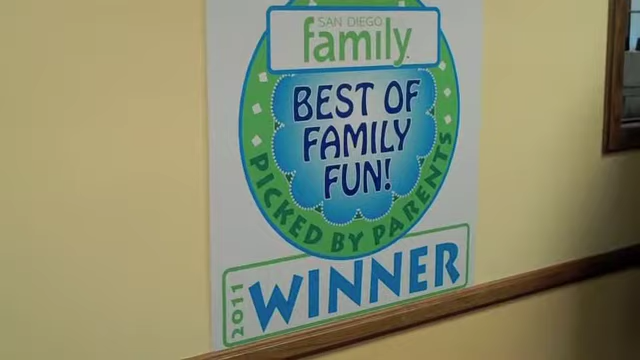 SAN DIEGO
family
BEST OF
FAMILY
FUN!
PICKED BY PARENTS
2011
WINNER